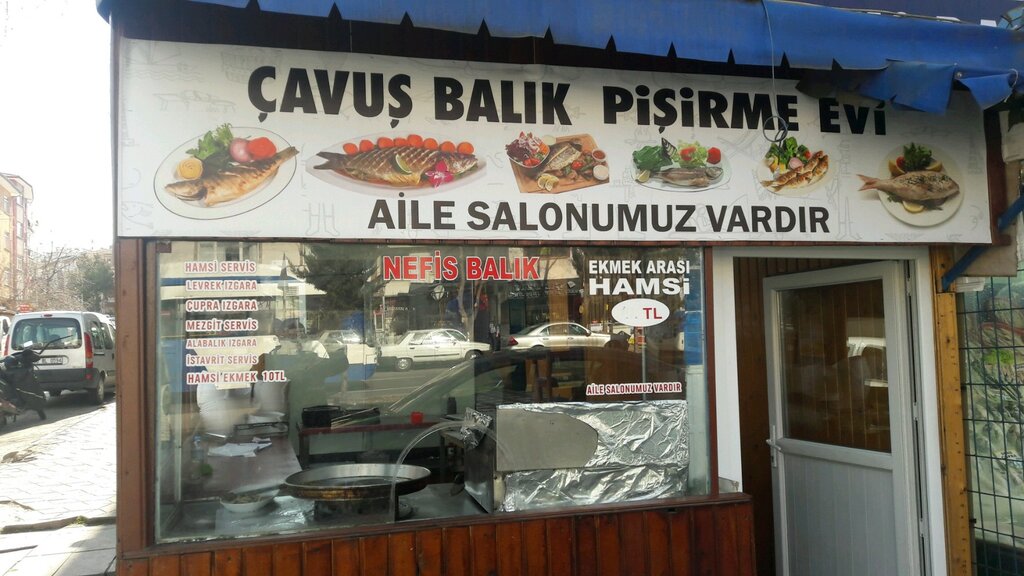 ÇAVUŞ BALIK PİŞİRME EVİ
AİLE SALONUMUZ VARDIR
HAMSİ SERVİS
LEVREK IZGARA
ÇUPRA IZGARA
MEZGİT SERVİS
ALABALIK IZGARA
İSTAVRİT SERVİS
HAMSİ EKMEK 10TL
NEFİS BALIK
EKMEK ARASI
HAMSİ
TL
AİLE SALONUMUZ VARDIR